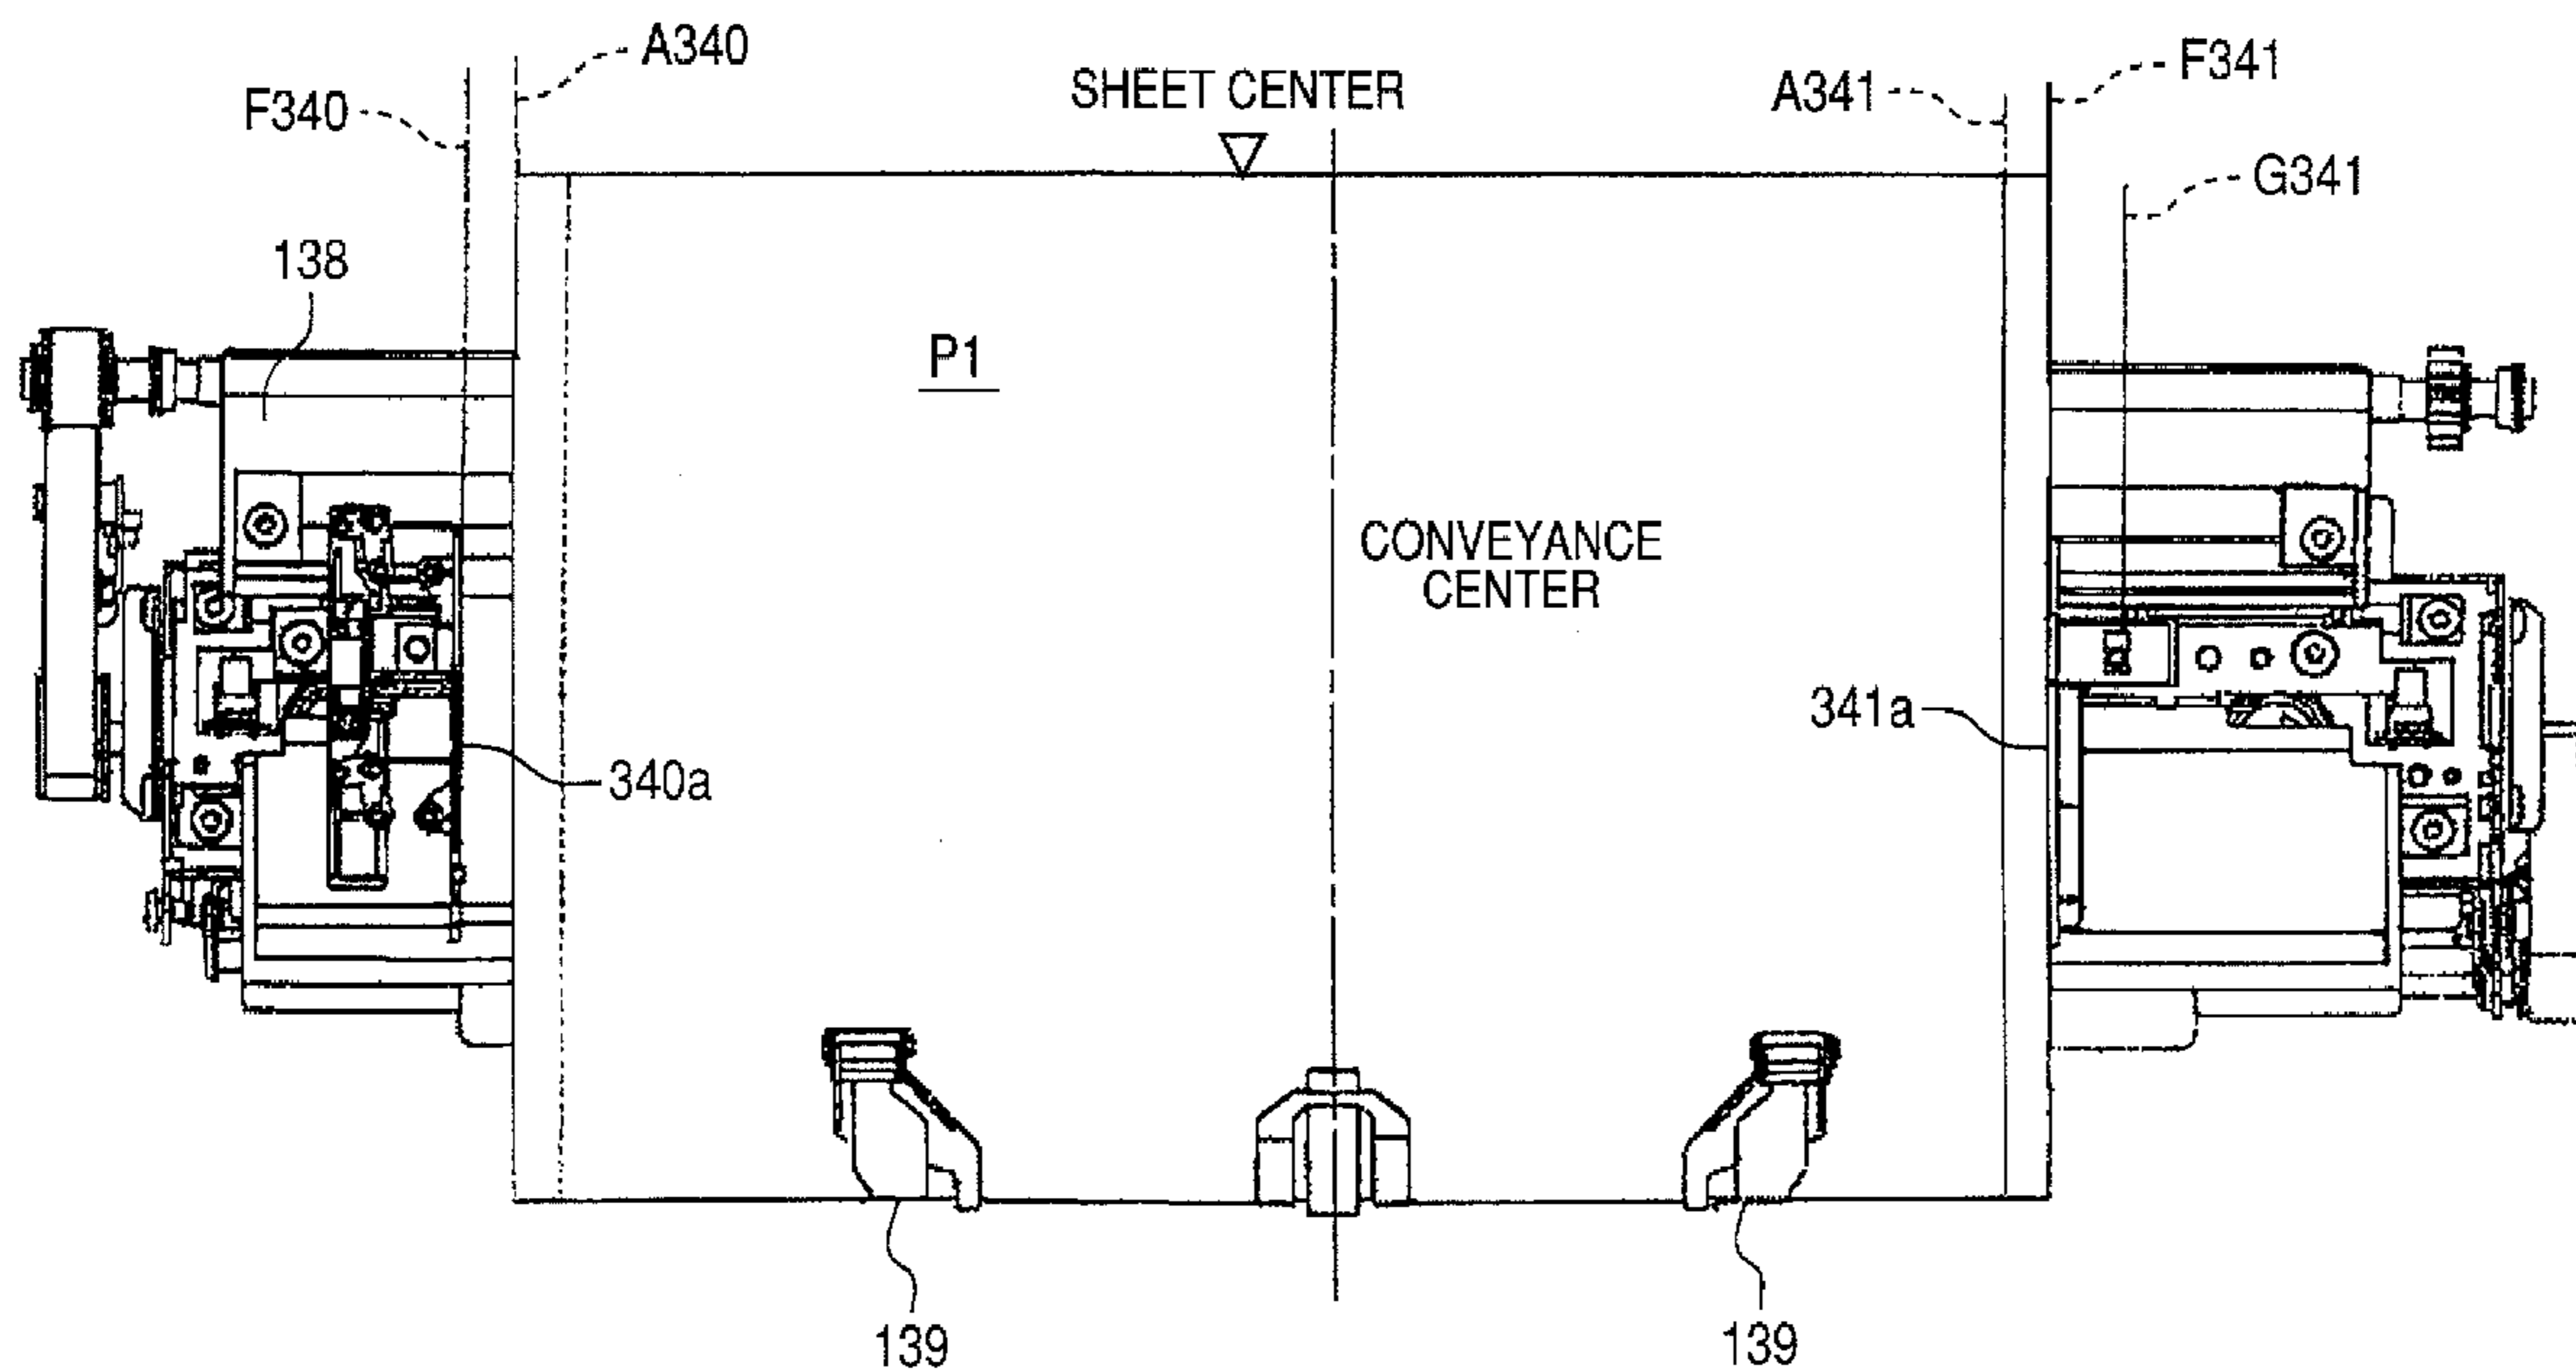 A340
F341
SHEET CENTER
A341
F340
G341
138
P1
CONVEYANCE
CENTER
341a
340a
139
139